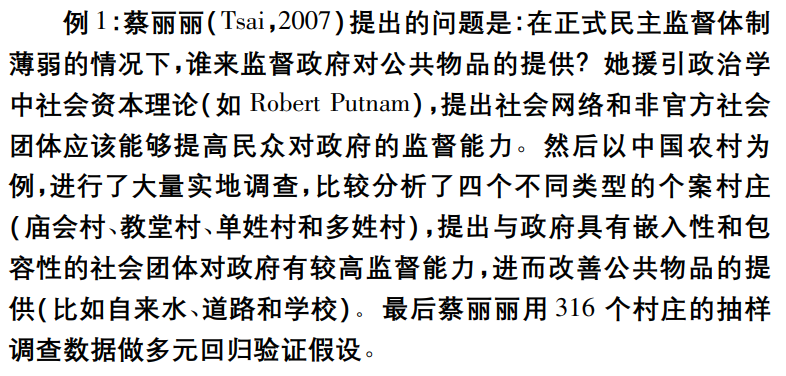 例 1:蔡丽丽(Tsai,2007)提出的问题是:在正式民主监督体制
薄弱的情况下,谁来监督政府对公共物品的提供? 她援引政治学
中社会资本理论(如 Robert Putnam),提出社会网络和非官方社会
团体应该能够提高民众对政府的监督能力。然后以中国农村为
例,进行了大量实地调查,比较分析了四个不同类型的个案村庄
(庙会村、教堂村、单姓村和多姓村),提出与政府具有嵌入性和包
容性的社会团体对政府有较高监督能力,进而改善公共物品的提
供(比如自来水、道路和学校)。最后蔡丽丽用 316 个村庄的抽样
调查数据做多元回归验证假设。